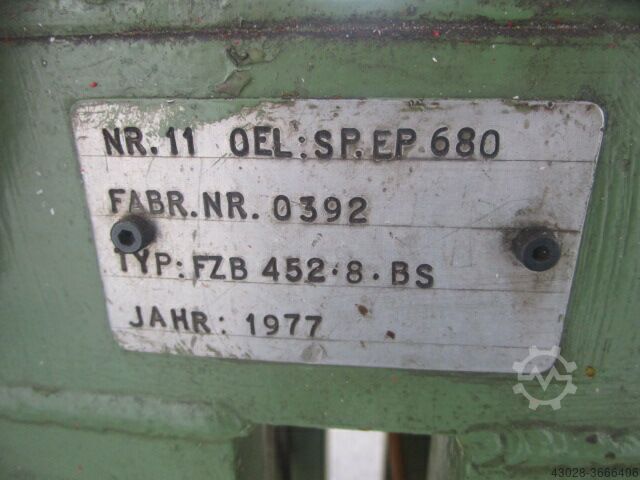 NR.11 OEL:SP.EP 680
FABR.NR. 0392
TYP:FZB 452·8·BS
JAHR: 1977
43028-3666406